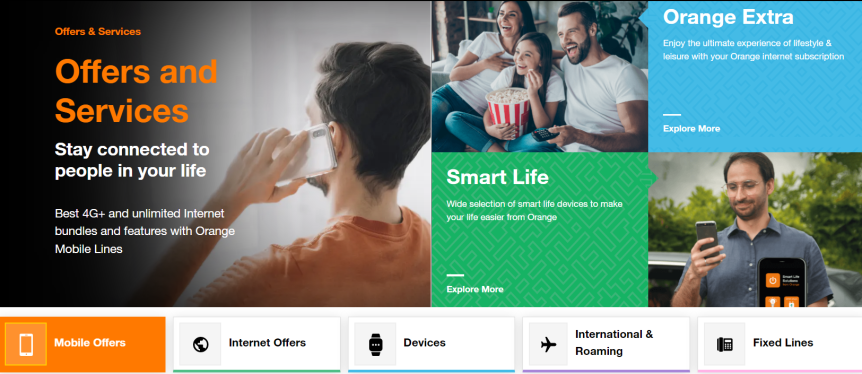 Offers & Services
Offers and
Services
Stay connected to
people in your life
Best 4G+ and unlimited Internet
bundles and features with Orange
Mobile Lines
Orange Extra
Enjoy the ultimate experience of lifestyle &
leisure with your Orange internet subscription
Explore More
Smart Life
Wide selection of smart life devices to make
your life easier from Orange
Explore More
Smart Life
Solutions
Mobile Offers
Internet Offers
Devices
International &
Roaming
Fixed Lines